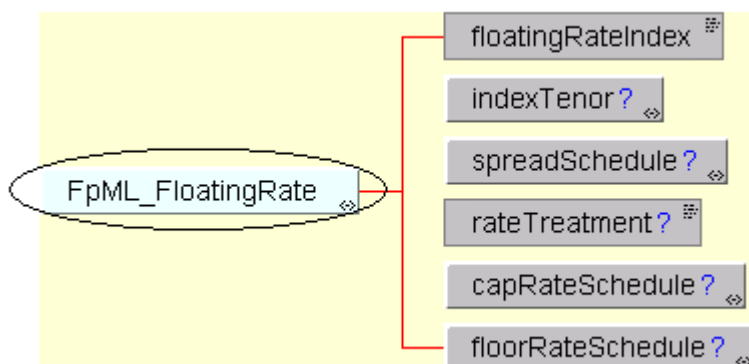 floatingRateIndex
indexTenor?
spreadSchedule?
FpML_FloatingRate
rateTreatment?
capRateSchedule?
floorRateSchedule?